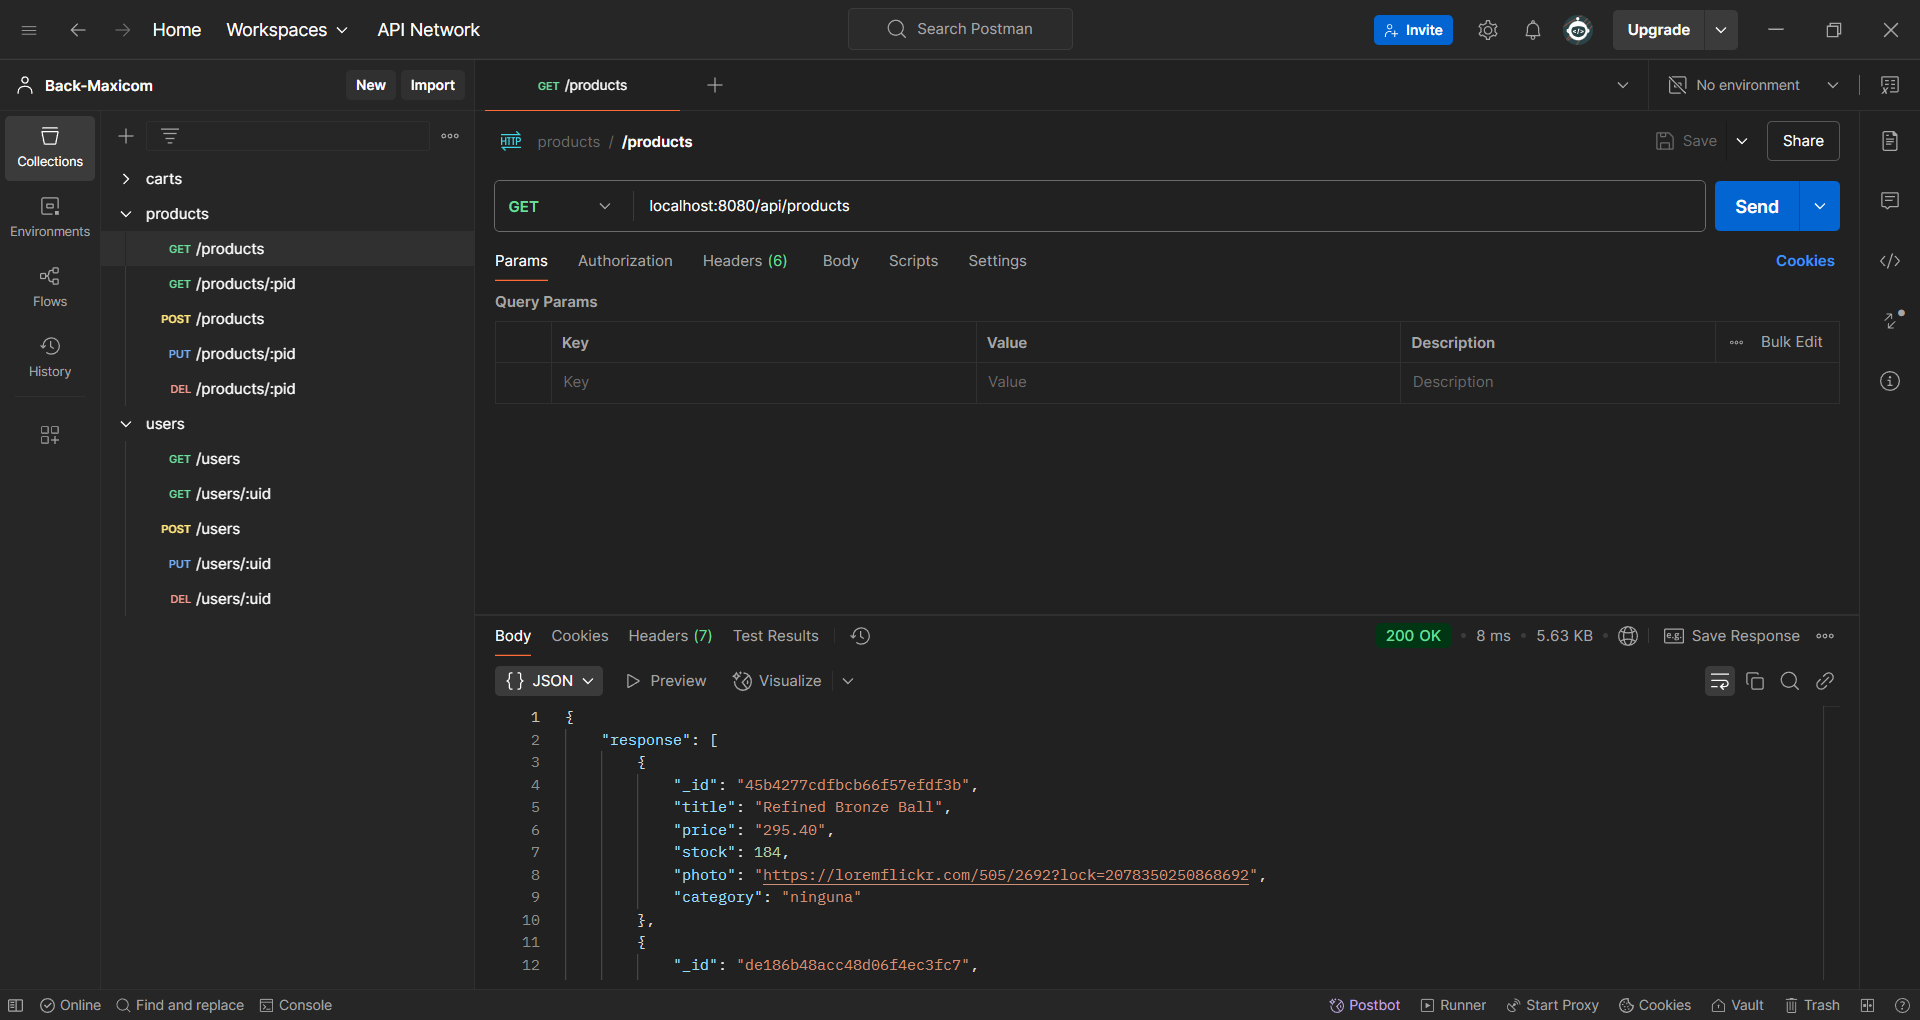 Home Workspaces API Network Search Postman Invite Upgrade
Back-Maxicom New Import GET /products No environment
Collections
Environments
Flows
History
carts
products
GET /products
GET /products/:pid
POST /products
PUT /products/:pid
DEL /products/:pid
users
GET /users
GET /users/:uid
POST /users
PUT /users/:uid
DEL /users/:uid
HTTP products / /products Save Share
GET localhost:8080/api/products Send
Params Authorization Headers (6) Body Scripts Settings Cookies
Query Params
Key Value Description Bulk Edit
Key Value Description
Body Cookies Headers (7) Test Results 200 OK 8 ms 5.63 KB e.g. Save Response
{} JSON Preview Visualize
1 {
2 "response": [
3 {
4 "_id": "45b4277cdfbcb66f57efdf3b",
5 "title": "Refined Bronze Ball",
6 "price": "295.40",
7 "stock": 184,
8 "photo": "https://loremflickr.com/505/2692?lock=2078350250868692",
9 "category": "ninguna"
10 },
11 {
12 "_id": "de186b48acc48d06f4ec3fc7",
Online Find and replace Console Postbot Runner Start Proxy Cookies Vault Trash